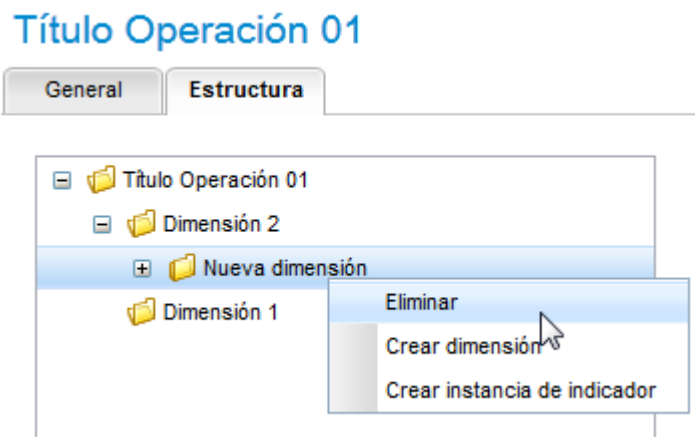 Título Operación 01
General Estructura
Título Operación 01
Dimensión 2
Nueva dimensión
Dimensión 1
Eliminar
Crear dimensión
Crear instancia de indicador